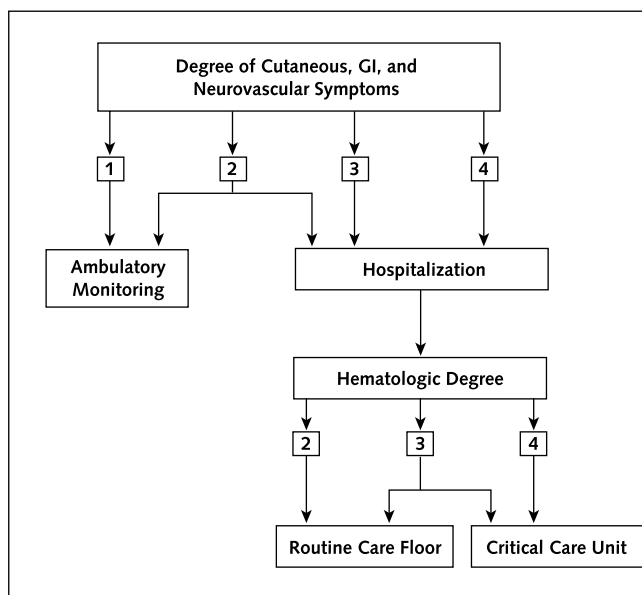 Degree of Cutaneous, GI, and
Neurovascular Symptoms
1
2
3
4
Ambulatory
Monitoring
Hospitalization
Hematologic Degree
2
3
4
Routine Care Floor
Critical Care Unit